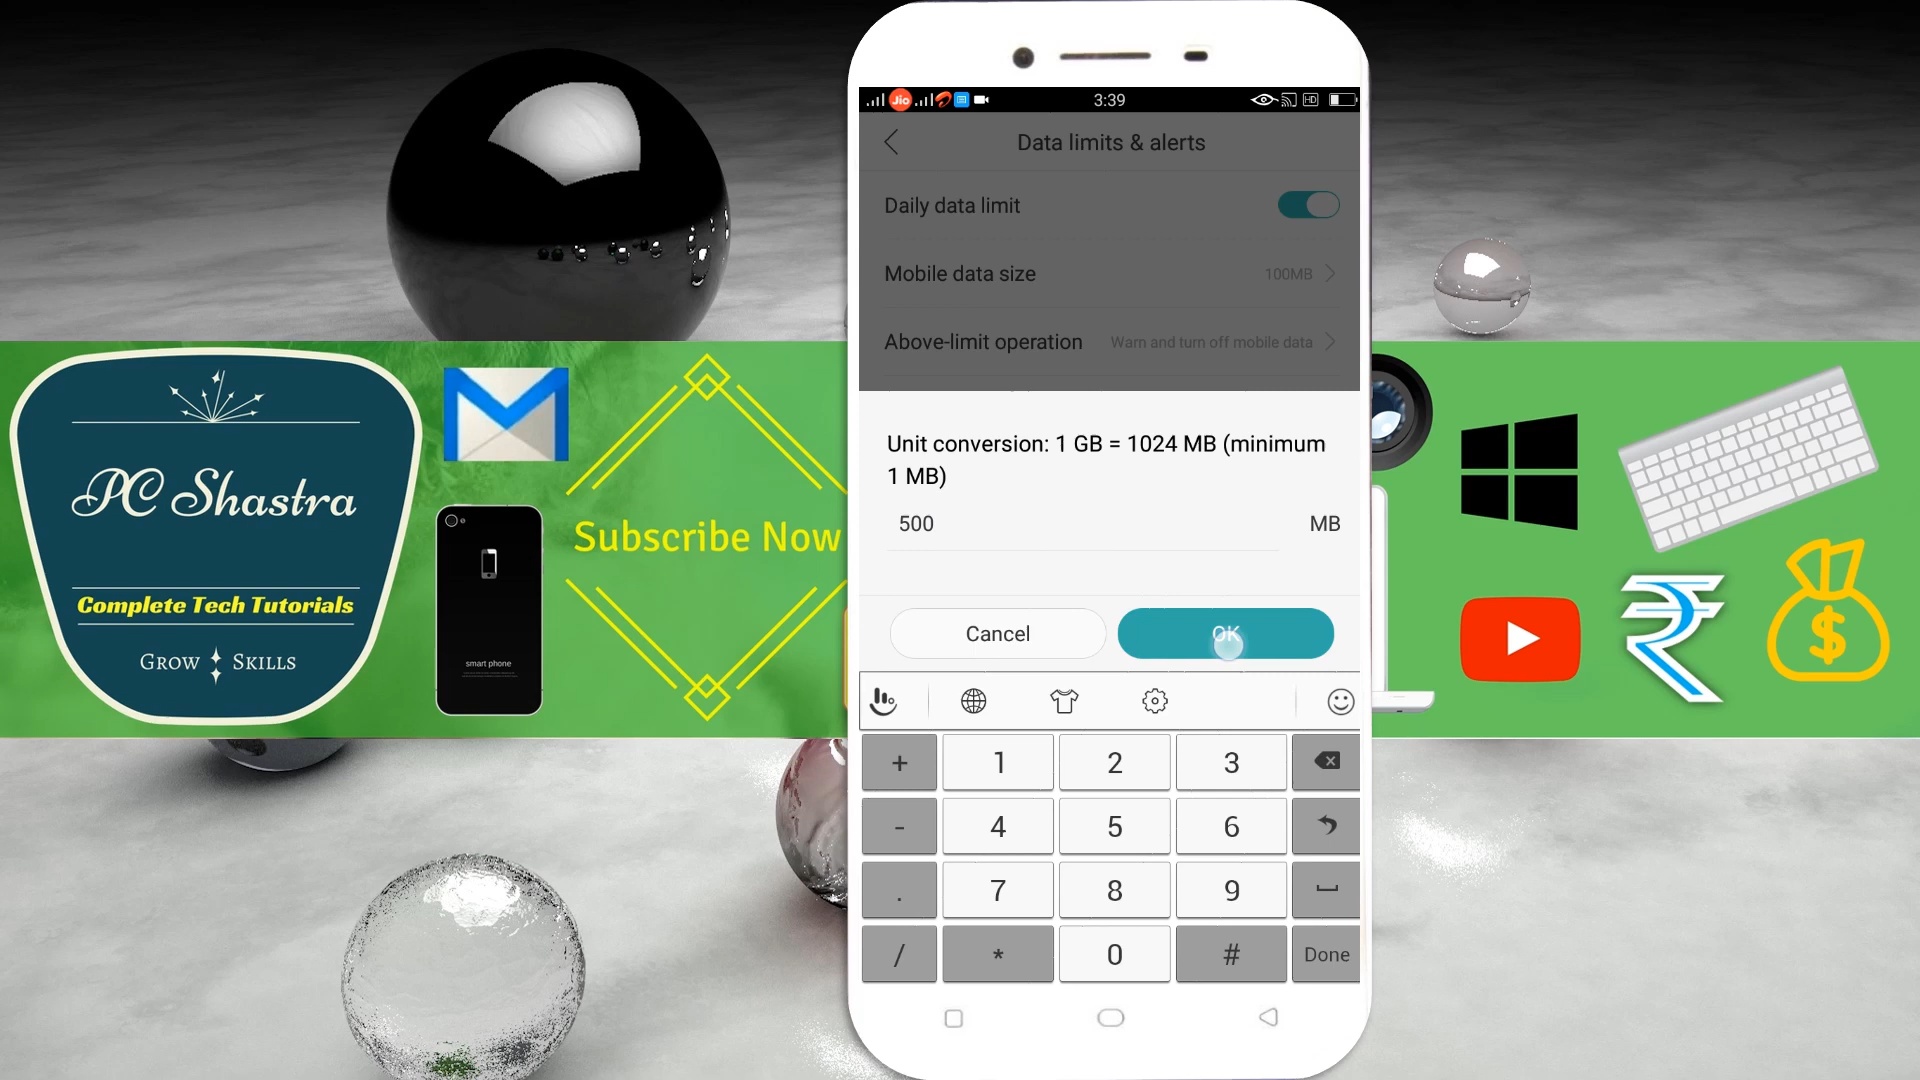 Jio
3:39
HD
Data limits & alerts
Daily data limit
Mobile data size
100MB
Above-limit operation
Warn and turn off mobile data
Unit conversion: 1 GB = 1024 MB (minimum
1 MB)
500
MB
Cancel
OK
+
1
2
3
-
4
5
6
.
7
8
9
/
*
0
#
Done
PC Shastra
Complete Tech Tutorials
Grow Skills
smart phone
Subscribe Now
$